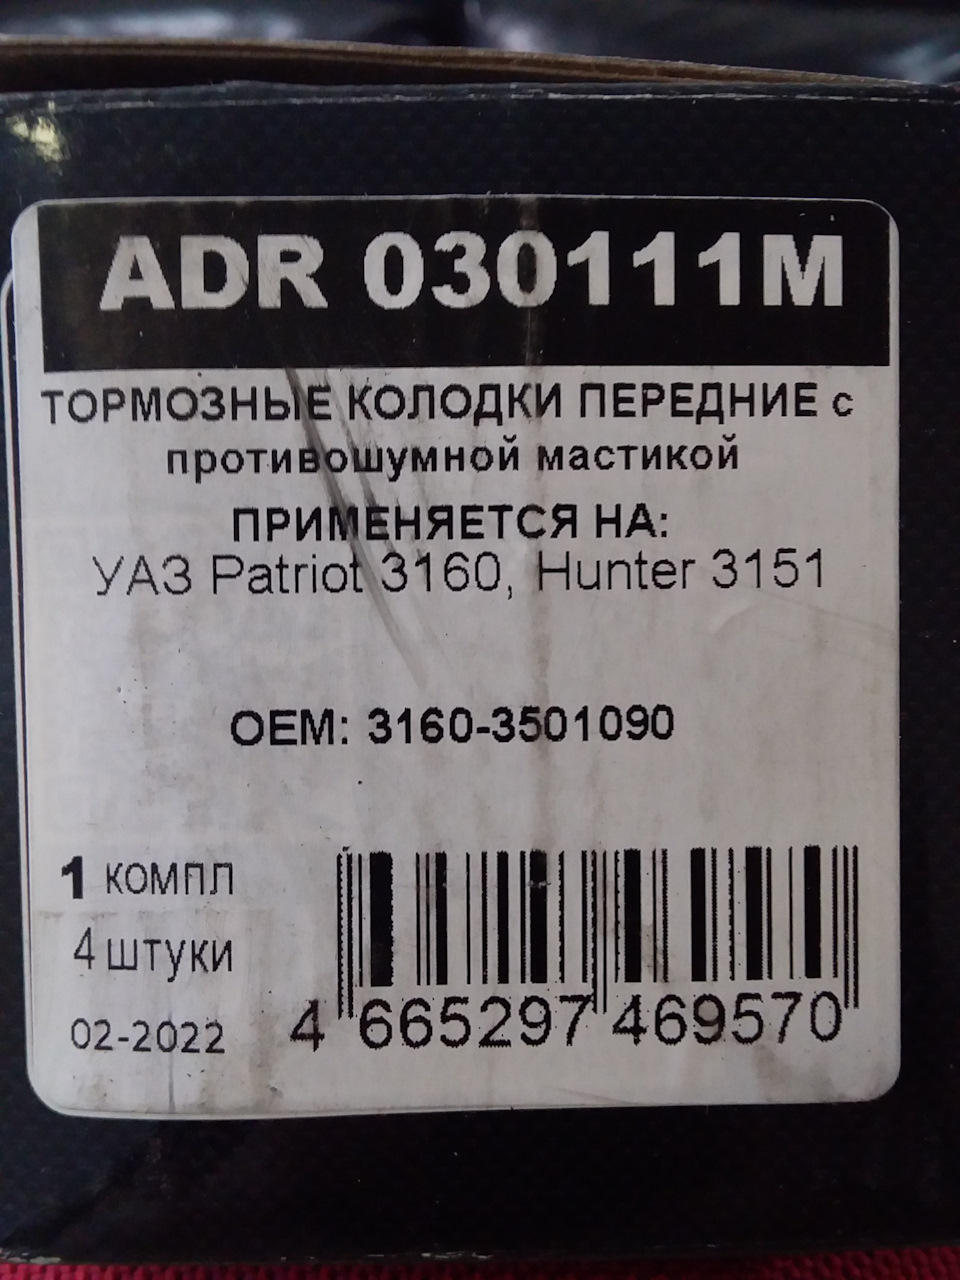 ADR 030111M
ТОРМОЗНЫЕ КОЛОДКИ ПЕРЕДНИЕ с
противошумной мастикой
ПРИМЕНЯЕТСЯ НА:
УАЗ Patriot 3160, Hunter 3151
OEM: 3160-3501090
1 КОМПЛ
4 ШТУКИ
02-2022
4 665297 469570